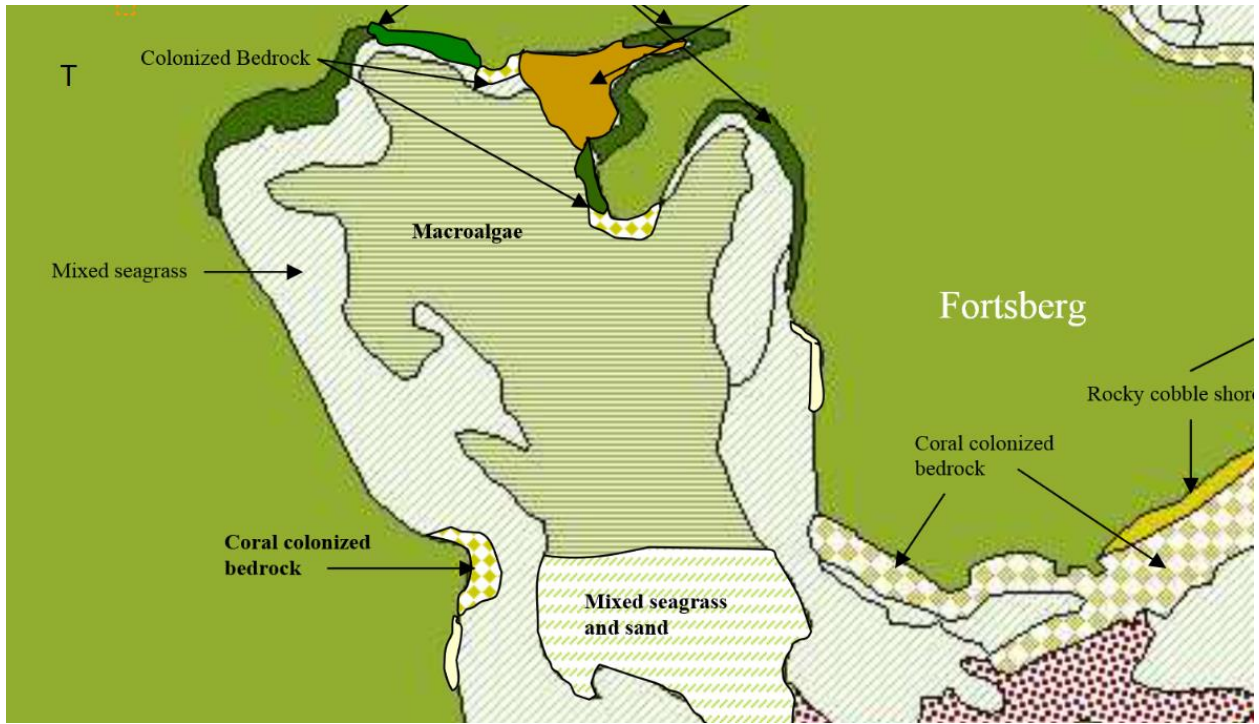 Colonized Bedrock
T
Macroalgae
Mixed seagrass
Fortsberg
Rocky cobble shore
Coral colonized
bedrock
Coral colonized
bedrock
Mixed seagrass
and sand